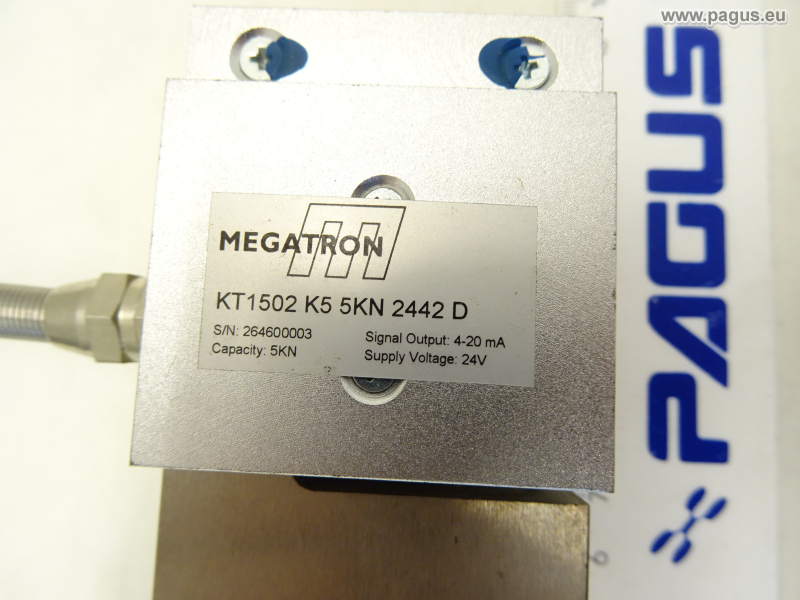 www.pagus.eu
PAGUS
MEGATRON
KT1502 K5 5KN 2442 D
S/N: 264600003
Signal Output: 4-20 mA
Capacity: 5KN
Supply Voltage: 24V